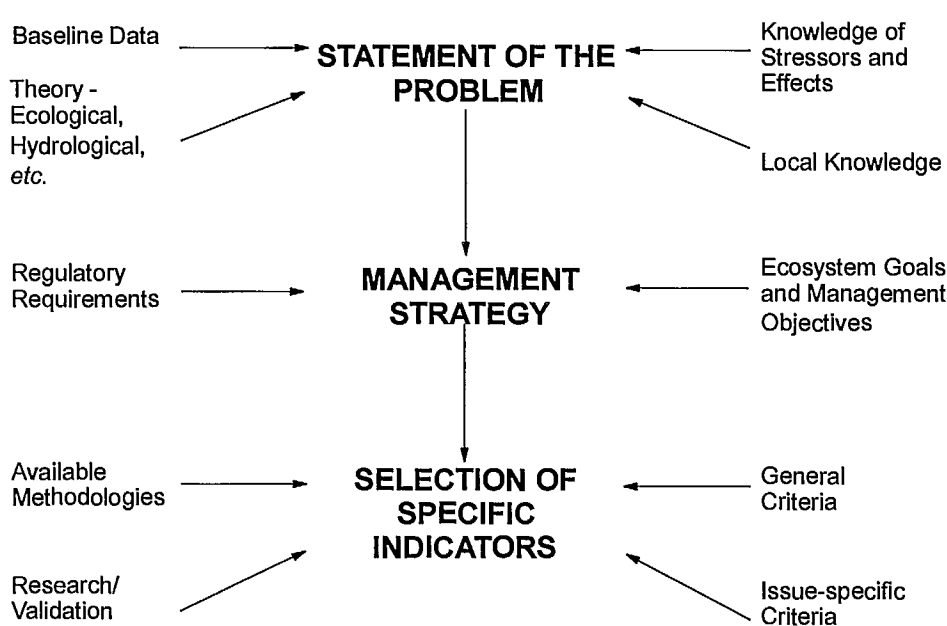 Baseline Data
Theory -
Ecological,
Hydrological,
etc.
STATEMENT OF THE
PROBLEM
Knowledge of
Stressors and
Effects
Local Knowledge
Regulatory
Requirements
MANAGEMENT
STRATEGY
Ecosystem Goals
and Management
Objectives
Available
Methodologies
Research/
Validation
SELECTION OF
SPECIFIC
INDICATORS
General
Criteria
Issue-specific
Criteria